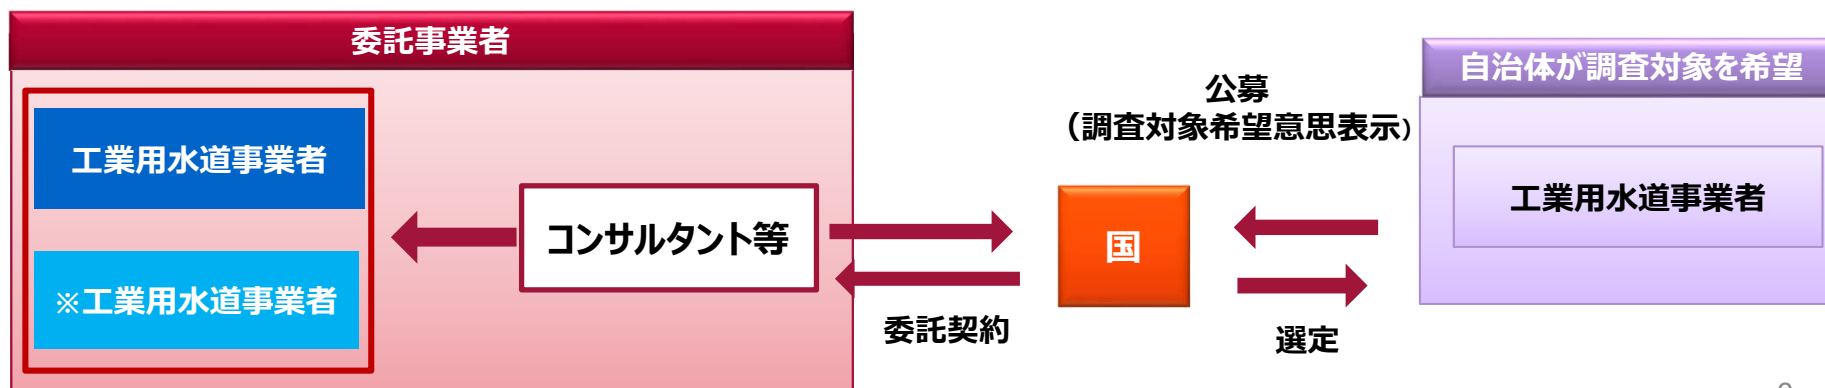 委託事業者
工業用水道事業者
※工業用水道事業者
コンサルタント等
委託契約
公募
（調査対象希望意思表示）
国
選定
自治体が調査対象を希望
工業用水道事業者